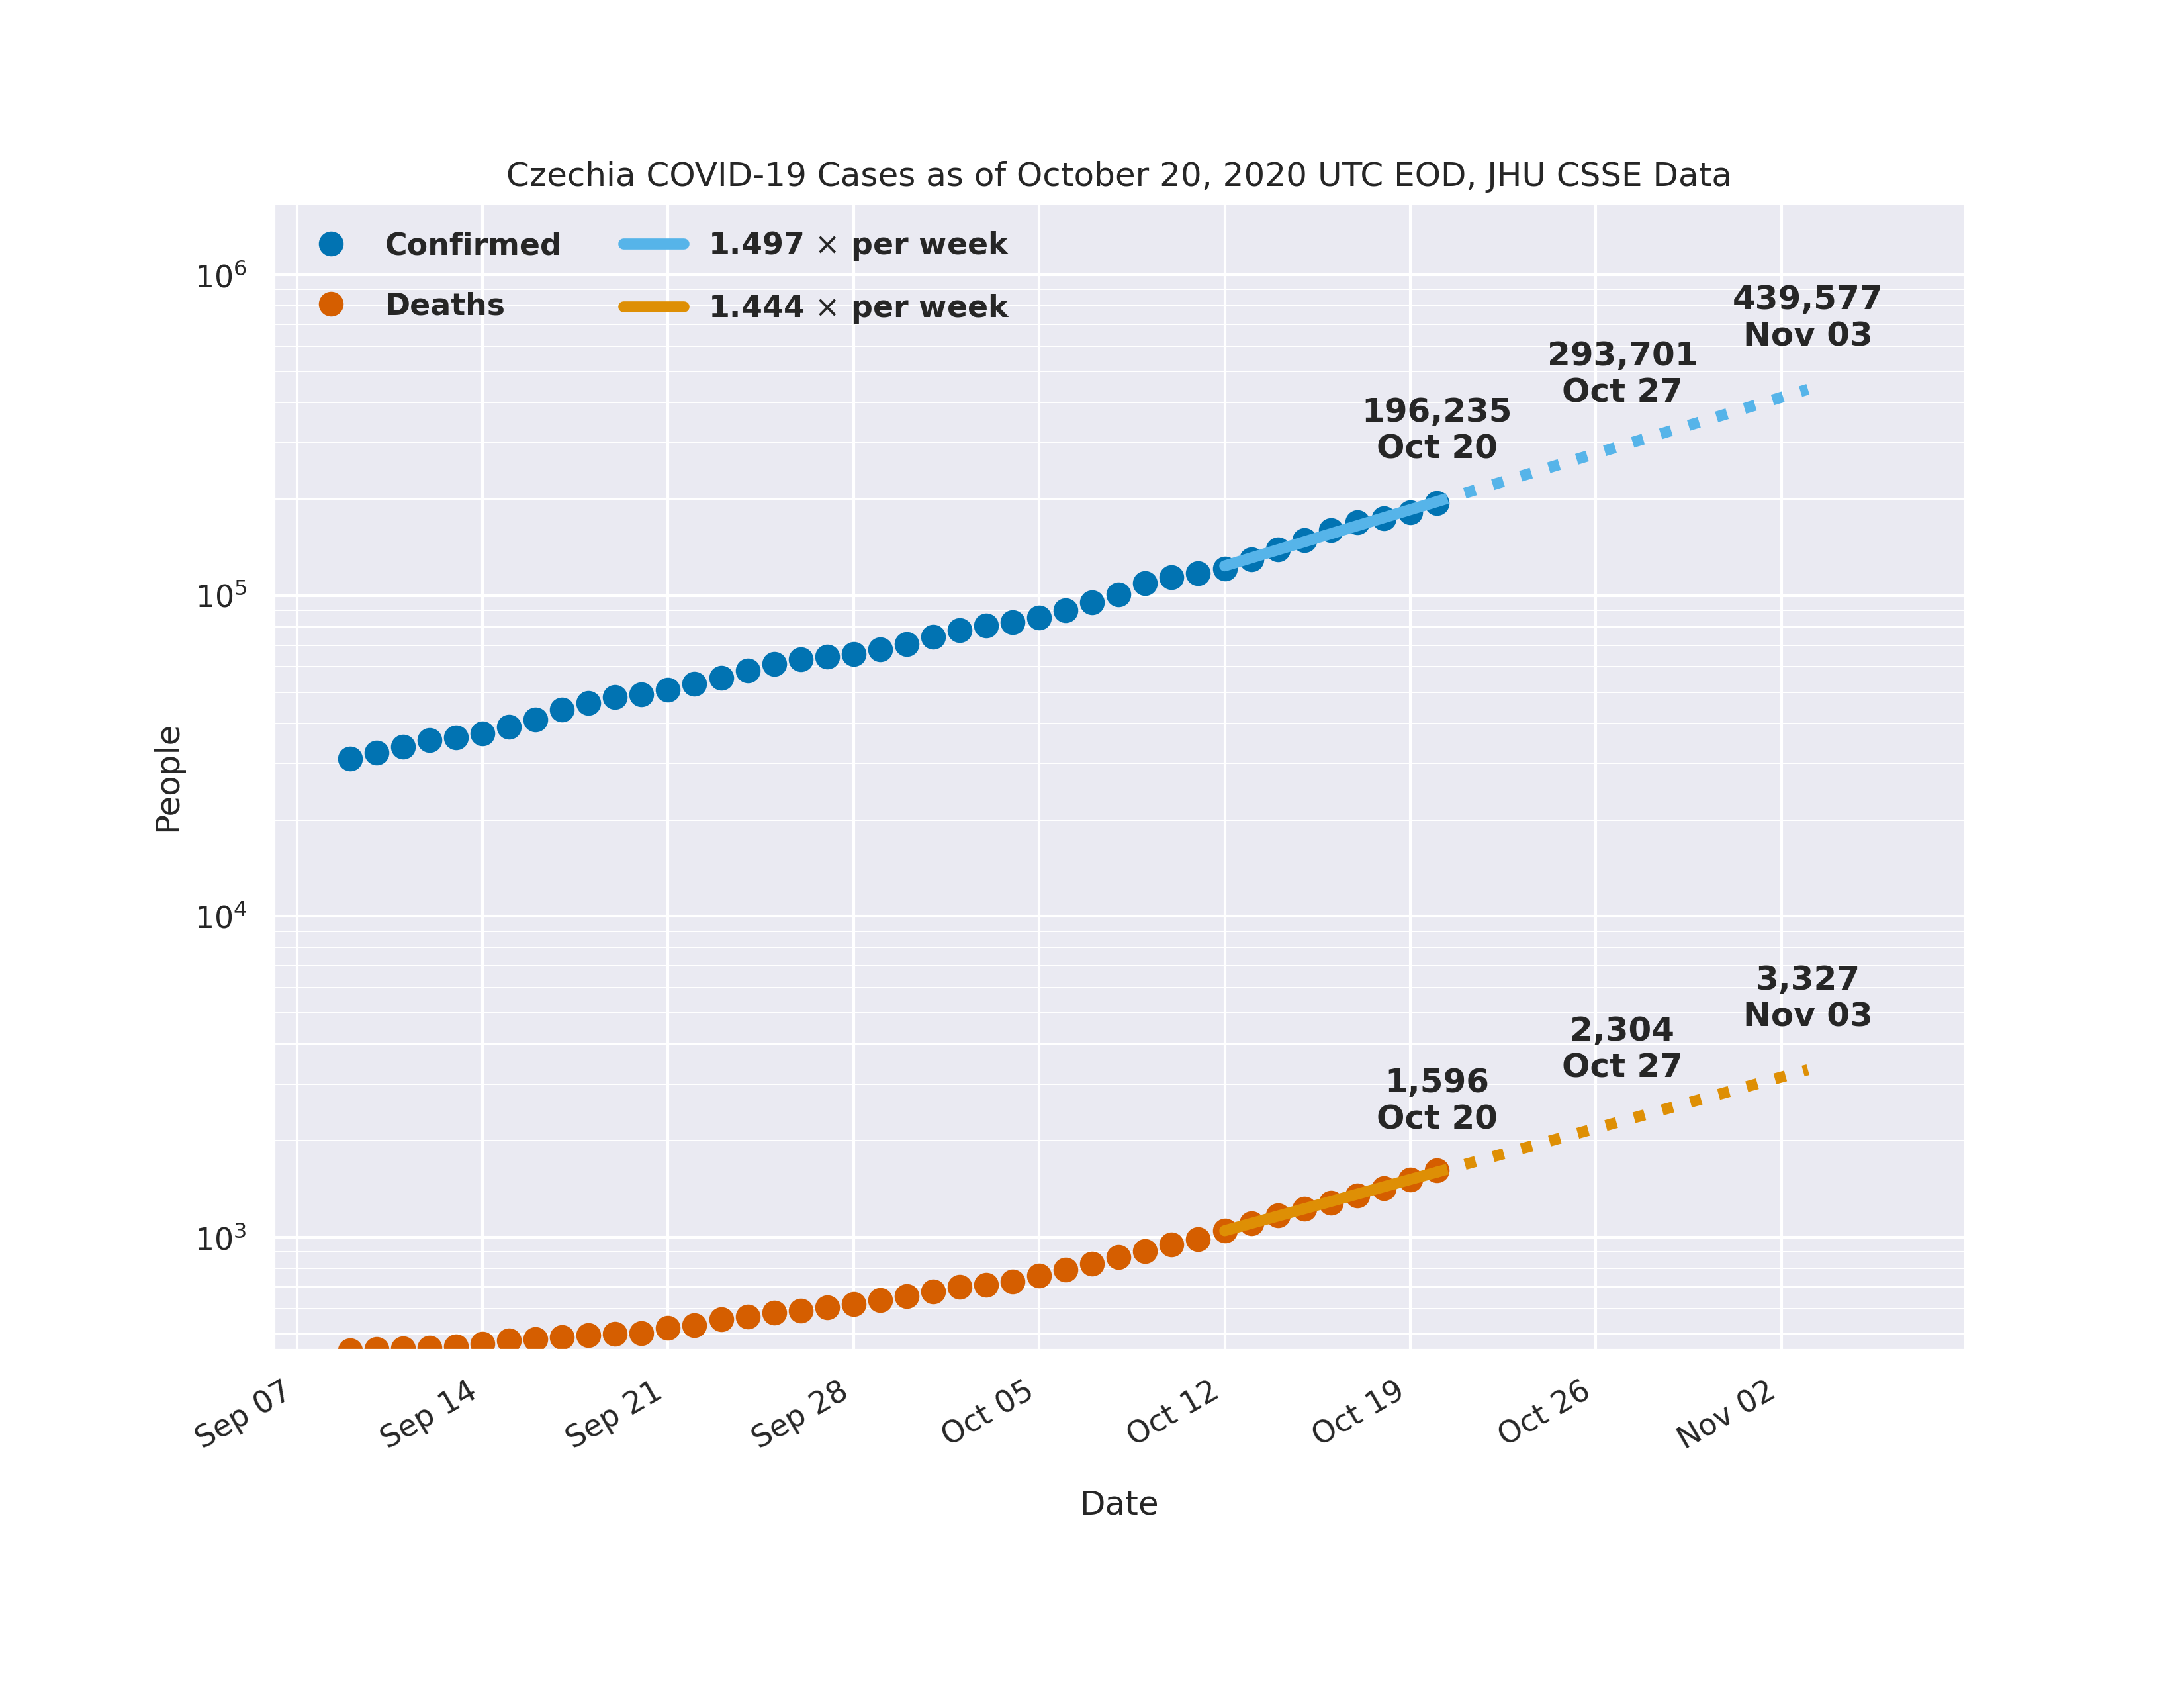 Czechia COVID-19 Cases as of October 20, 2020 UTC EOD, JHU CSSE Data
Confirmed
Deaths
1.497 × per week
1.444 × per week
439,577
Nov 03
293,701
Oct 27
196,235
Oct 20
3,327
Nov 03
2,304
Oct 27
1,596
Oct 20
10⁶
10⁵
10⁴
10³
People
Sep 07
Sep 14
Sep 21
Sep 28
Oct 05
Oct 12
Oct 19
Oct 26
Nov 02
Date